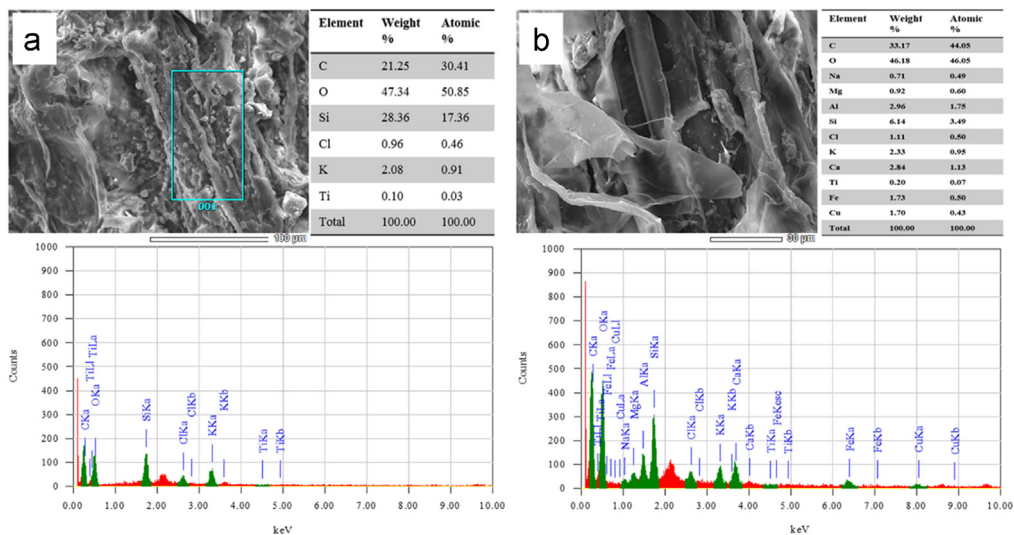 a
Element Weight % Atomic %
C 21.25 30.41
O 47.34 50.85
Si 28.36 17.36
Cl 0.96 0.46
K 2.08 0.91
Ti 0.10 0.03
Total 100.00 100.00
001
100 µm
b
Element Weight % Atomic %
C 33.17 44.05
O 46.18 46.05
Na 0.71 0.49
Mg 0.92 0.60
Al 2.96 1.75
Si 6.14 3.49
Cl 1.11 0.50
K 2.33 0.95
Ca 2.84 1.13
Ti 0.20 0.07
Fe 1.73 0.50
Cu 1.70 0.43
Total 100.00 100.00
30 µm
1000
900
800
700
600
500
400
300
200
100
0
Counts
CKa
TiLl
OKa
TiLa
SiKa
ClKa
ClKb
KKa
KKb
TiKa
TiKb
0.00 1.00 2.00 3.00 4.00 5.00 6.00 7.00 8.00 9.00 10.00
keV
1000
900
800
700
600
500
400
300
200
100
0
Counts
CKa
TiLl
TiLa
OKa
FeLl
FeLa
CuLl
CuLa
NaKa
MgKa
AlKa
SiKa
ClKa
ClKb
KKa
KKb
CaKa
CaKb
TiKa
FeKesc
TiKb
FeKa
FeKb
CuKa
CuKb
0.00 1.00 2.00 3.00 4.00 5.00 6.00 7.00 8.00 9.00 10.00
keV